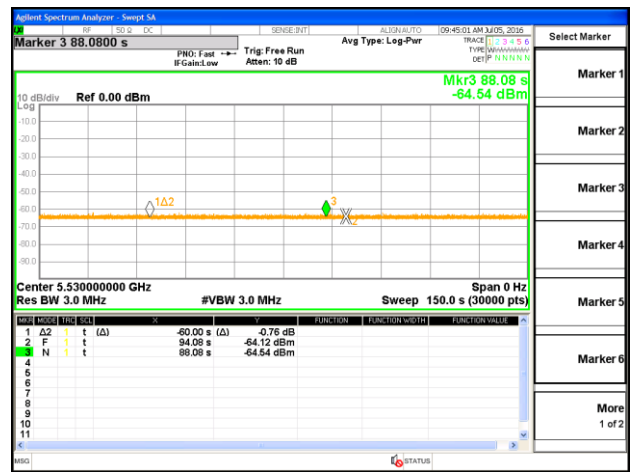 Agilent Spectrum Analyzer - Swept SA
RF 50 Ω DC SENSE:INT ALIGN AUTO 09:45:01 AM Jul 05, 2016
Marker 3 88.0800 s
PNO: Fast
IFGain:Low
Trig: Free Run
Atten: 10 dB
Avg Type: Log-Pwr
TRACE 1 2 3 4 5 6
TYPE
DET P N N N N N
Mkr3 88.08 s
-64.54 dBm
10 dB/div Ref 0.00 dBm
Log
-10.0
-20.0
-30.0
-40.0
-50.0
-60.0
-70.0
-80.0
-90.0
1Δ2
3
2
Center 5.530000000 GHz Span 0 Hz
Res BW 3.0 MHz #VBW 3.0 MHz Sweep 150.0 s (30000 pts)
MKR MODE TRC SCL X Y FUNCTION FUNCTION WIDTH FUNCTION VALUE
1 Δ2 1 t (Δ) -60.00 s (Δ) -0.76 dB
2 F 1 t 94.08 s -64.12 dBm
3 N 1 t 88.08 s -64.54 dBm
4
5
6
7
8
9
10
11
MSG STATUS
Select Marker
Marker 1
Marker 2
Marker 3
Marker 4
Marker 5
Marker 6
More
1 of 2